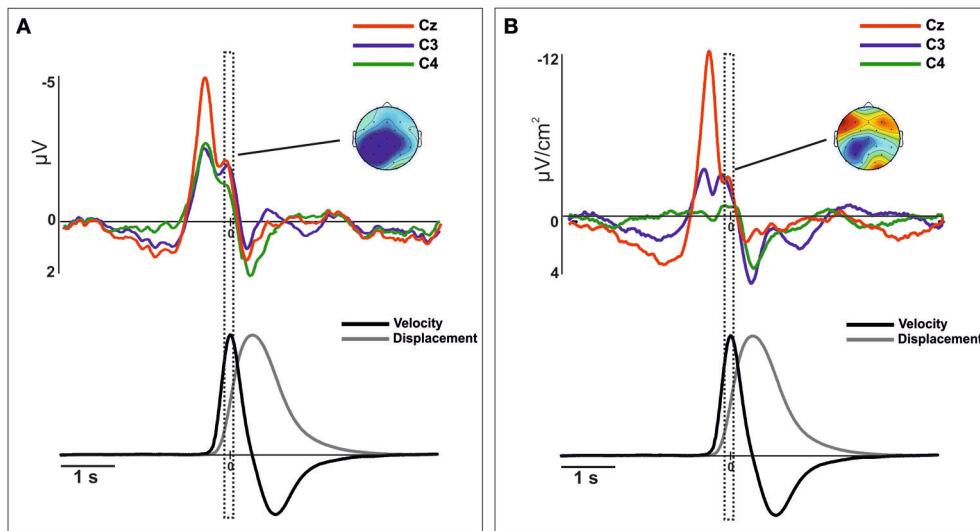 A
Cz
C3
C4
-5
µV
0
0
2
Velocity
Displacement
0
1 s
B
Cz
C3
C4
-12
µV/cm²
0
0
4
Velocity
Displacement
0
1 s